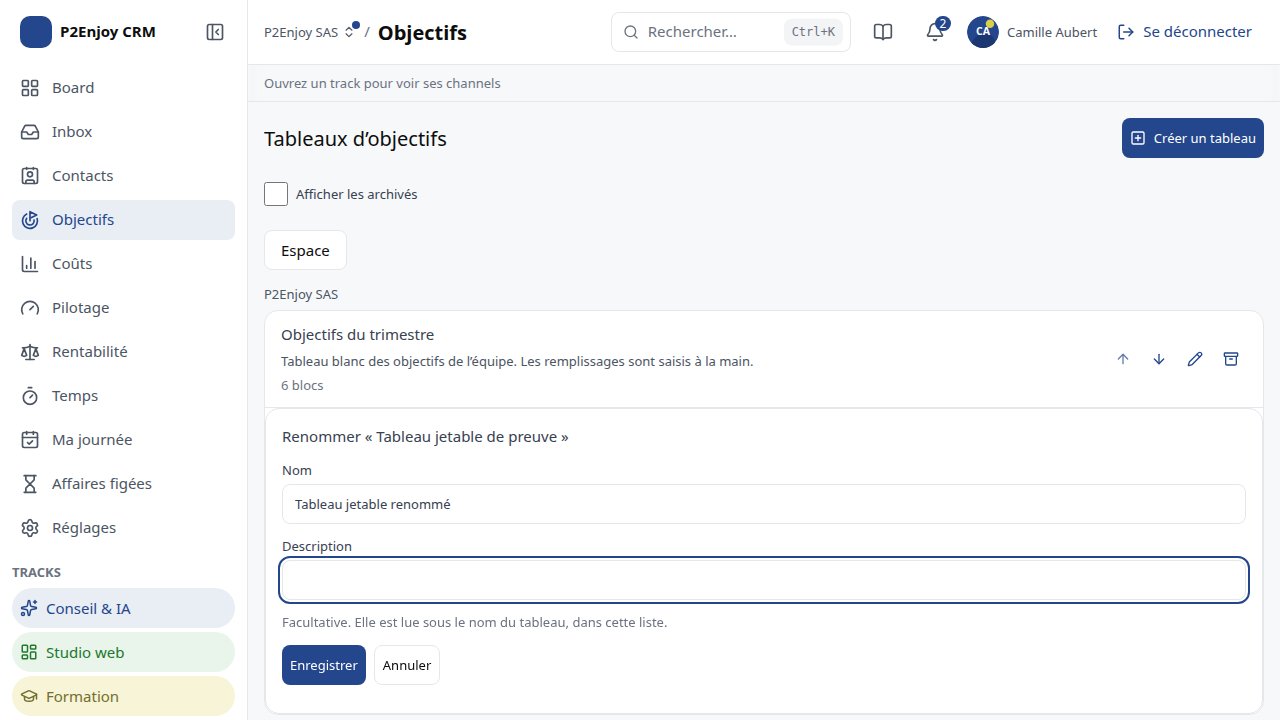 P2Enjoy CRM
Board
Inbox
Contacts
Objectifs
Coûts
Pilotage
Rentabilité
Temps
Ma journée
Affaires figées
Réglages
TRACKS
Conseil & IA
Studio web
Formation
P2Enjoy SAS / Objectifs
Rechercher... Ctrl+K
2
CA Camille Aubert
Se déconnecter
Ouvrez un track pour voir ses channels
Tableaux d’objectifs
Créer un tableau
Afficher les archivés
Espace
P2Enjoy SAS
Objectifs du trimestre
Tableau blanc des objectifs de l’équipe. Les remplissages sont saisis à la main.
6 blocs
Renommer « Tableau jetable de preuve »
Nom
Tableau jetable renommé
Description
Facultative. Elle est lue sous le nom du tableau, dans cette liste.
Enregistrer Annuler